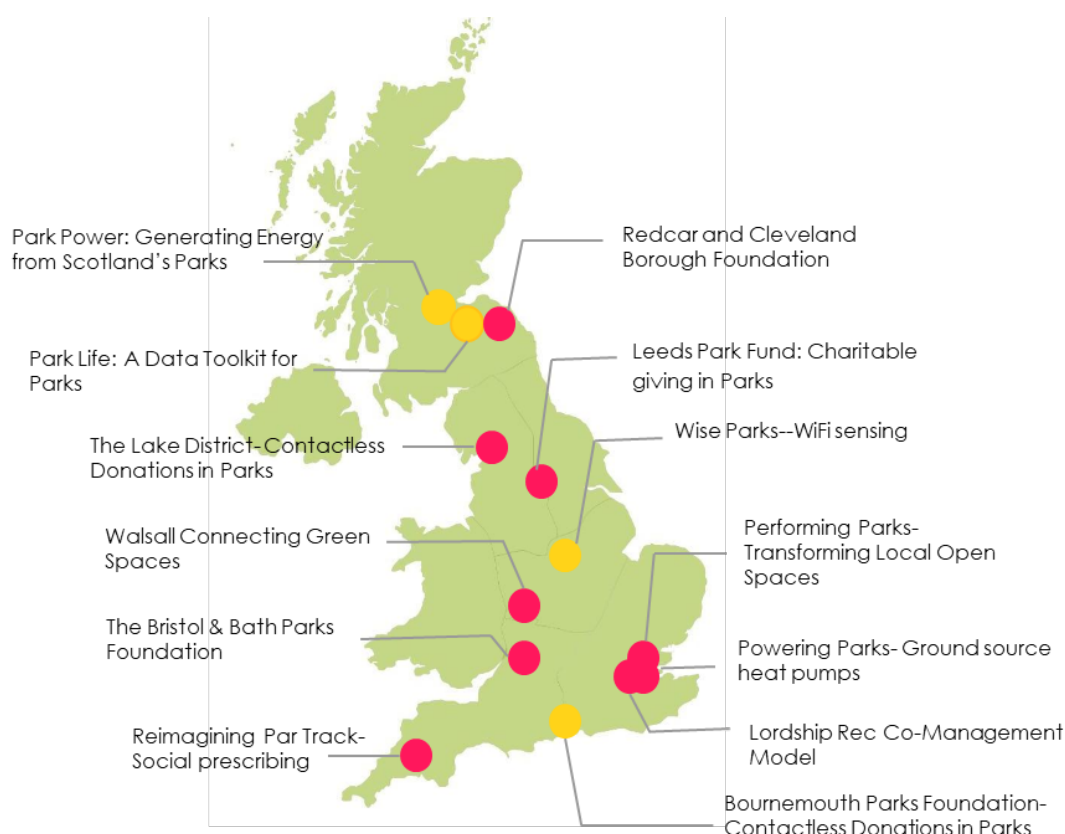 Park Power: Generating Energy
from Scotland's Parks
Redcar and Cleveland
Borough Foundation
Park Life: A Data Toolkit for
Parks
Leeds Park Fund: Charitable
giving in Parks
The Lake District- Contactless
Donations in Parks
Wise Parks--WiFi sensing
Walsall Connecting Green
Spaces
Performing Parks-
Transforming Local Open
Spaces
The Bristol & Bath Parks
Foundation
Powering Parks- Ground source
heat pumps
Reimagining Par Track-
Social prescribing
Lordship Rec Co-Management
Model
Bournemouth Parks Foundation-
Contactless Donations in Parks